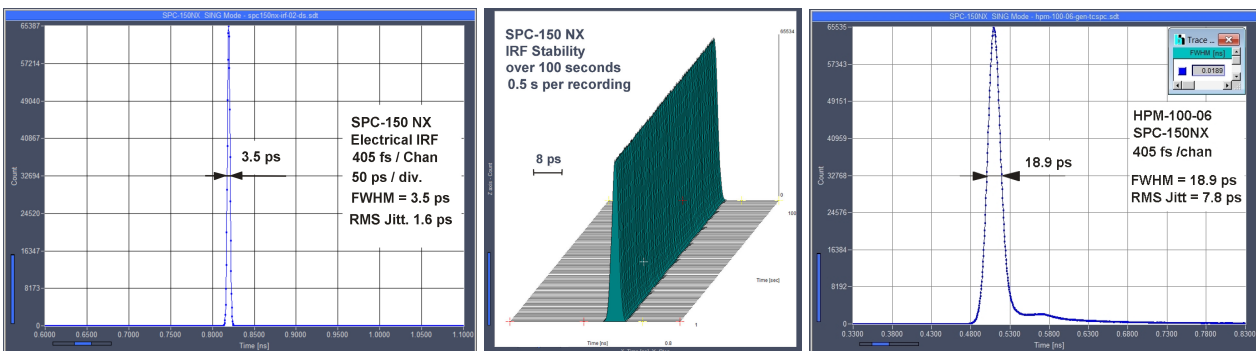 SPC-150NX SING Mode - spc150nx-irf-02-ds.sdt
65387
57214
49040
40867
32694
24520
16347
8173
0
Count
3.5 ps
SPC-150 NX
Electrical IRF
405 fs / Chan
50 ps / div.
FWHM = 3.5 ps
RMS Jitt. 1.6 ps
0.6000 0.6500 0.7000 0.7500 0.8000 0.8500 0.9000 0.9500 1.0000 1.0500 1.1000
Time [ns]
SPC-150 NX
IRF Stability
over 100 seconds
0.5 s per recording
8 ps
65534
0
100
Z axis - Count
Time [sec]
1
Time [ns]
0.8
SPC-150NX SING Mode - hpm-100-06-gen-tcspc.sdt
65535
57343
49151
40959
32768
24576
16384
8192
0
Count
Trace ..
FWHM [ns]
0.0189
18.9 ps
HPM-100-06
SPC-150NX
405 fs /chan
FWHM = 18.9 ps
RMS Jitt = 7.8 ps
0.3300 0.3800 0.4300 0.4800 0.5300 0.5800 0.6300 0.6800 0.7300 0.7800 0.8300
Time [ns]